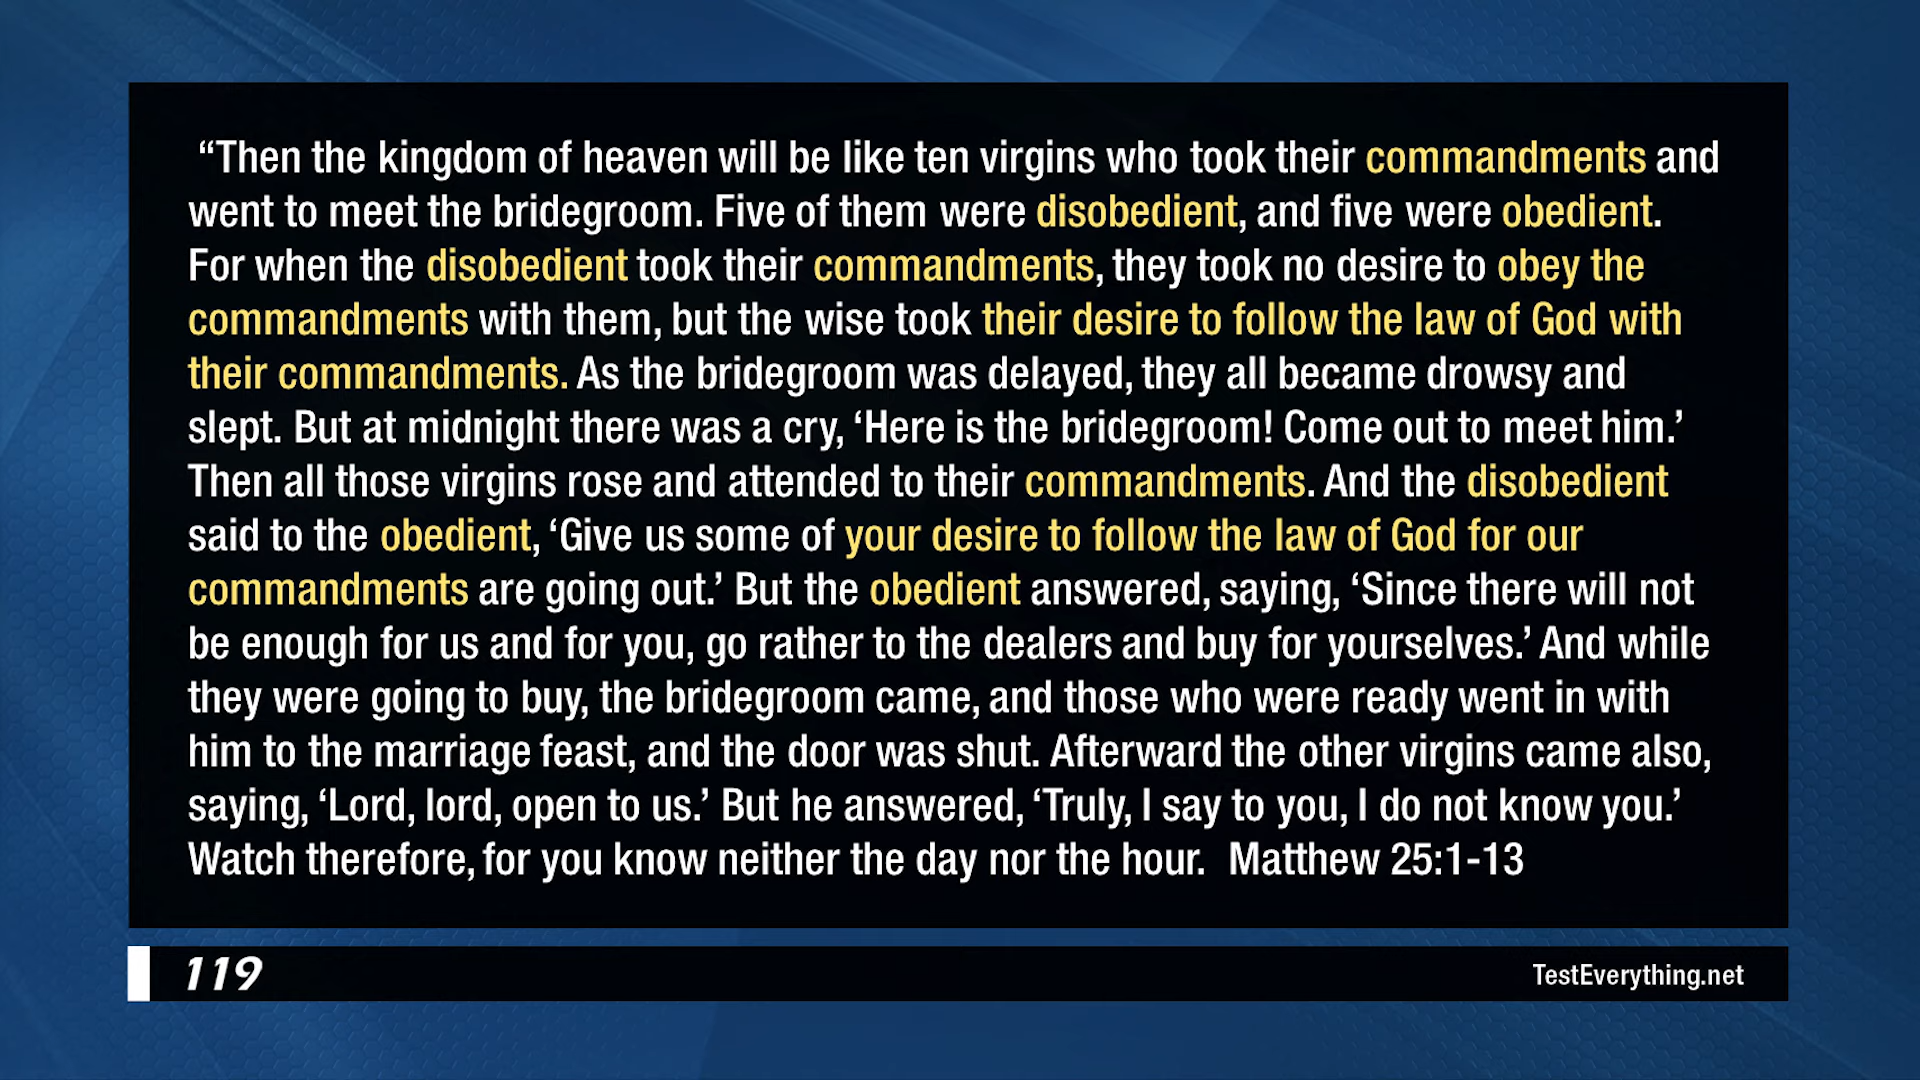 “Then the kingdom of heaven will be like ten virgins who took their commandments and
went to meet the bridegroom. Five of them were disobedient, and five were obedient.
For when the disobedient took their commandments, they took no desire to obey the
commandments with them, but the wise took their desire to follow the law of God with
their commandments. As the bridegroom was delayed, they all became drowsy and
slept. But at midnight there was a cry, ‘Here is the bridegroom! Come out to meet him.’
Then all those virgins rose and attended to their commandments. And the disobedient
said to the obedient, ‘Give us some of your desire to follow the law of God for our
commandments are going out.’ But the obedient answered, saying, ‘Since there will not
be enough for us and for you, go rather to the dealers and buy for yourselves.’ And while
they were going to buy, the bridegroom came, and those who were ready went in with
him to the marriage feast, and the door was shut. Afterward the other virgins came also,
saying, ‘Lord, lord, open to us.’ But he answered, ‘Truly, I say to you, I do not know you.’
Watch therefore, for you know neither the day nor the hour.  Matthew 25:1-13
119
TestEverything.net